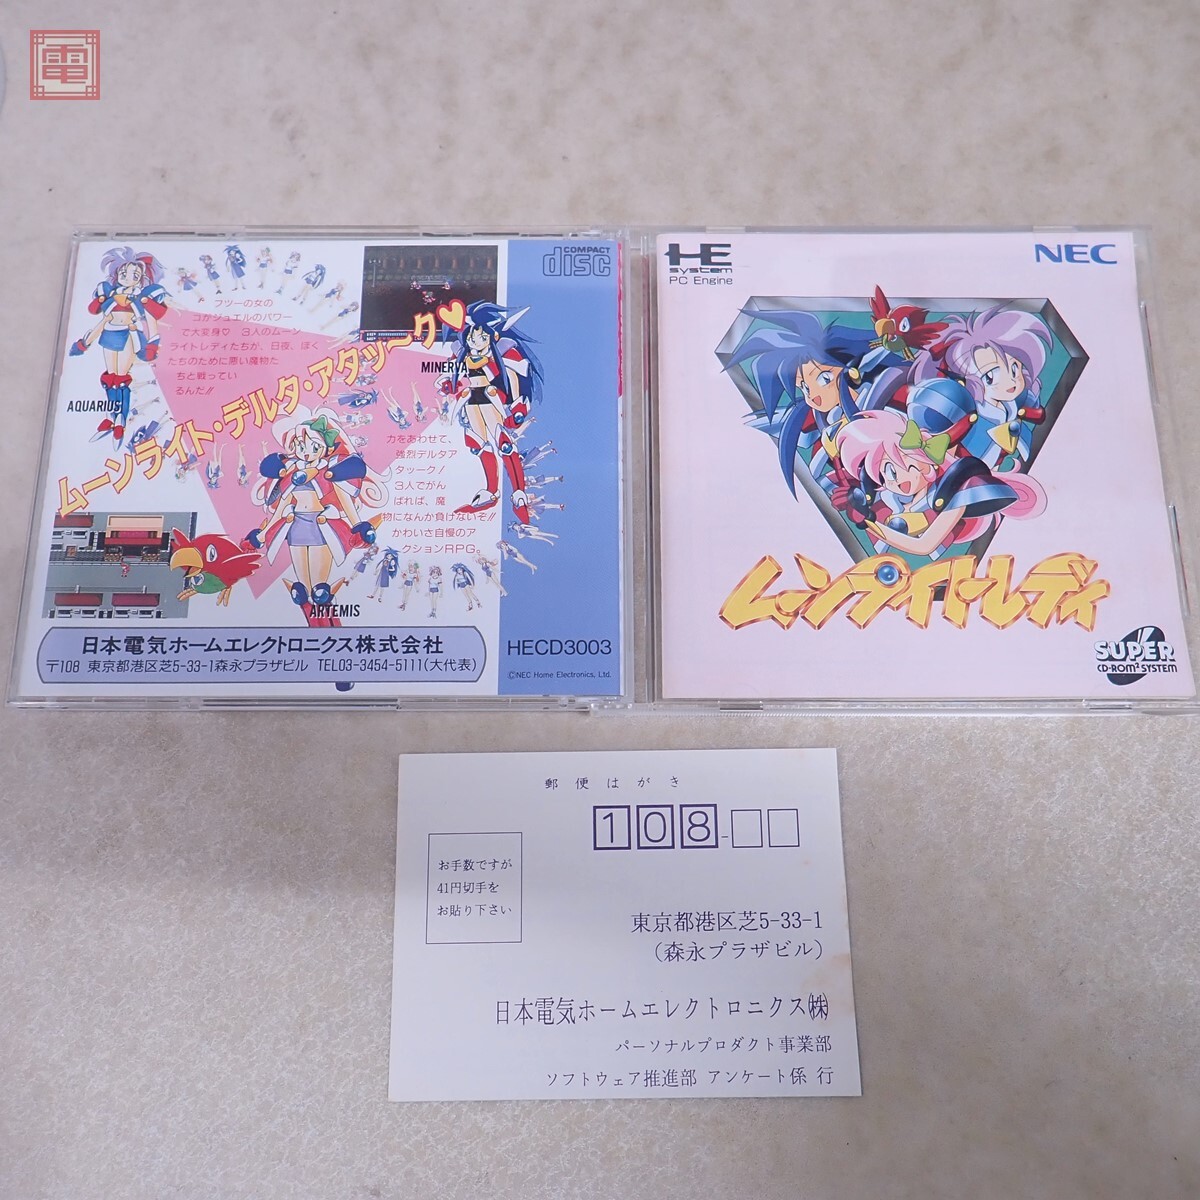 電
COMPACT
disc
フツーの女の
コがジュエルのパワー
で大変身♡ 3人のムーン
ライトレディたちが、日夜、ぼく
たちのために悪い魔物た
ちと戦ってい
るんだ!!
AQUARIUS
MINERVA
ムーンライト・デルタ・アタッ〜ク♥
力をあわせて、
強烈デルタア
タッーク!
3人でがん
ばれば、魔
物になんか負けないぞ!!
かわいさ自慢のア
クションRPG。
ARTEMIS
日本電気ホームエレクトロニクス株式会社
〒108 東京都港区芝5-33-1森永プラザビル TEL03-3454-5111(大代表)
HECD3003
©NEC Home Electronics, Ltd.
HE
system
PC Engine
NEC
ムーンライトレディ
SUPER
CD-ROM² SYSTEM
郵便はがき
108-
お手数ですが
41円切手を
お貼り下さい
東京都港区芝5-33-1
(森永プラザビル)
日本電気ホームエレクトロニクス㈱
パーソナルプロダクト事業部
ソフトウェア推進部 アンケート係 行